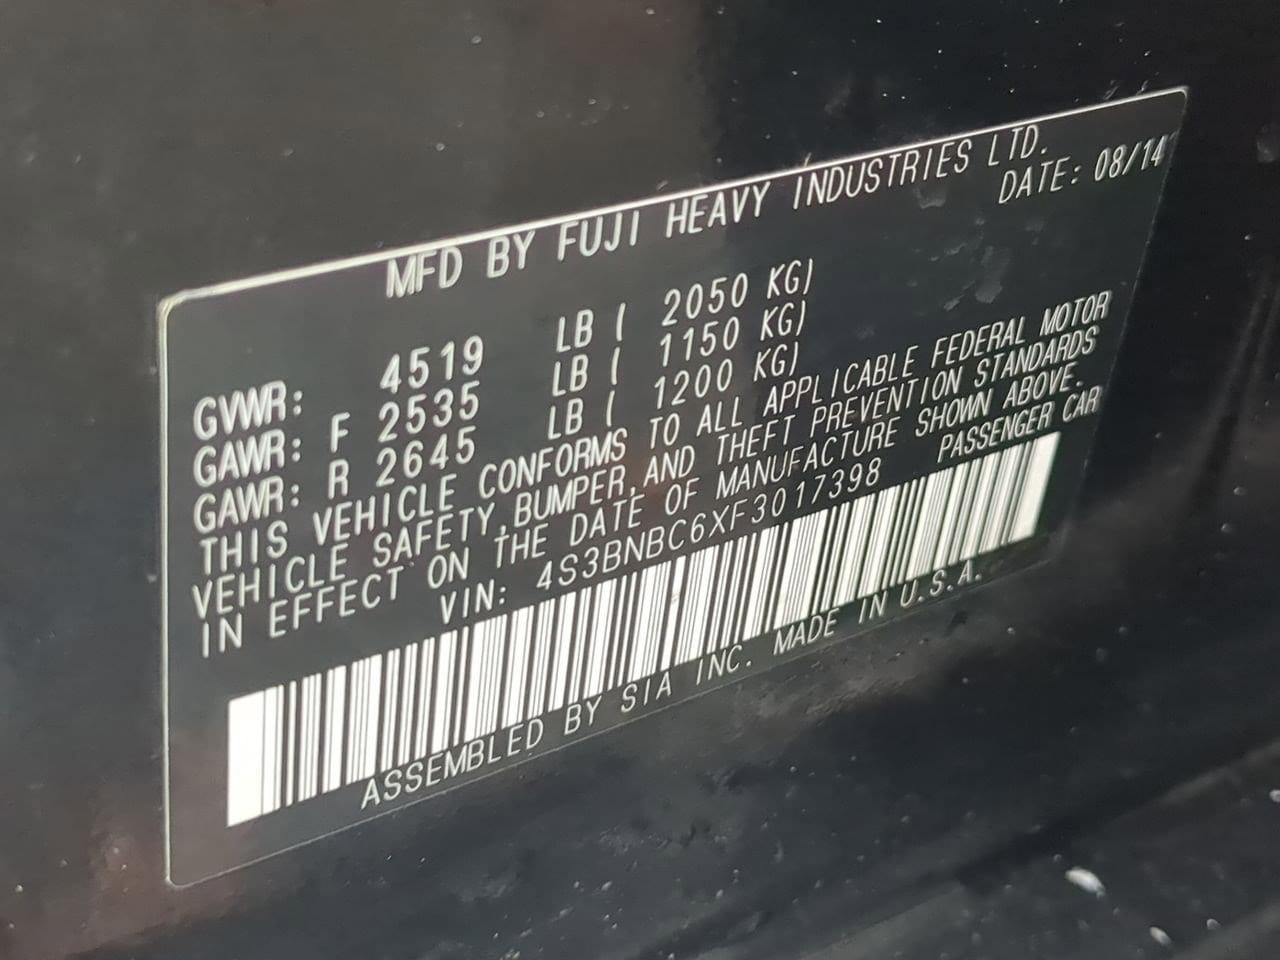 MFD BY FUJI HEAVY INDUSTRIES LTD.
DATE: 08/14
GVWR: 4519 LB ( 2050 KG)
GAWR: F 2535 LB ( 1150 KG)
GAWR: R 2645 LB ( 1200 KG)
THIS VEHICLE CONFORMS TO ALL APPLICABLE FEDERAL MOTOR
VEHICLE SAFETY, BUMPER, AND THEFT PREVENTION STANDARDS
IN EFFECT ON THE DATE OF MANUFACTURE SHOWN ABOVE.
VIN: 4S3BNBC6XF3017398 PASSENGER CAR
ASSEMBLED BY SIA INC. MADE IN U.S.A.